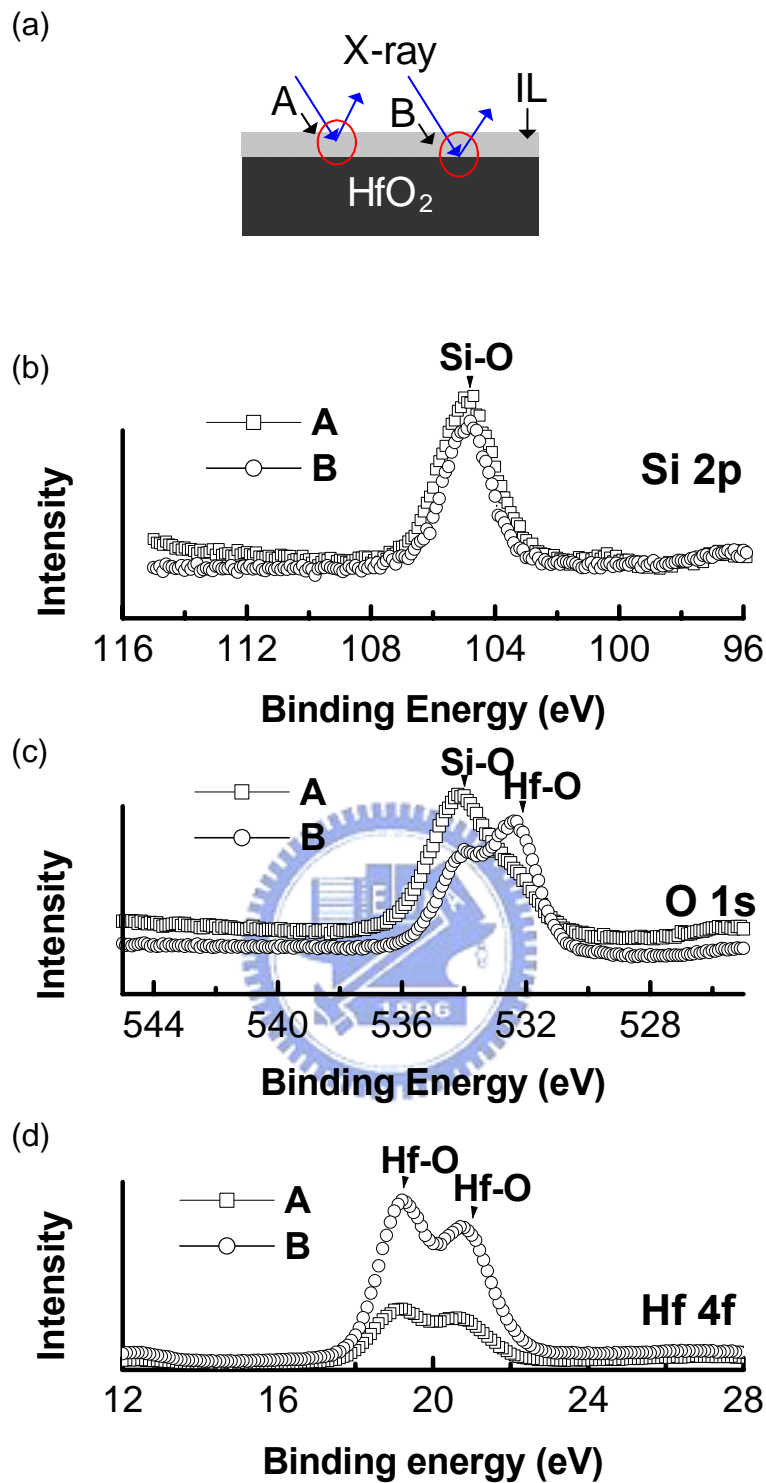 (a)
X-ray
A
B
IL
HfO2
(b)
Si-O
A
B
Si 2p
Intensity
116 112 108 104 100 96
Binding Energy (eV)
(c)
Si-O
Hf-O
A
B
O 1s
Intensity
1896
544 540 536 532 528
Binding Energy (eV)
(d)
Hf-O
Hf-O
A
B
Hf 4f
Intensity
12 16 20 24 28
Binding energy (eV)